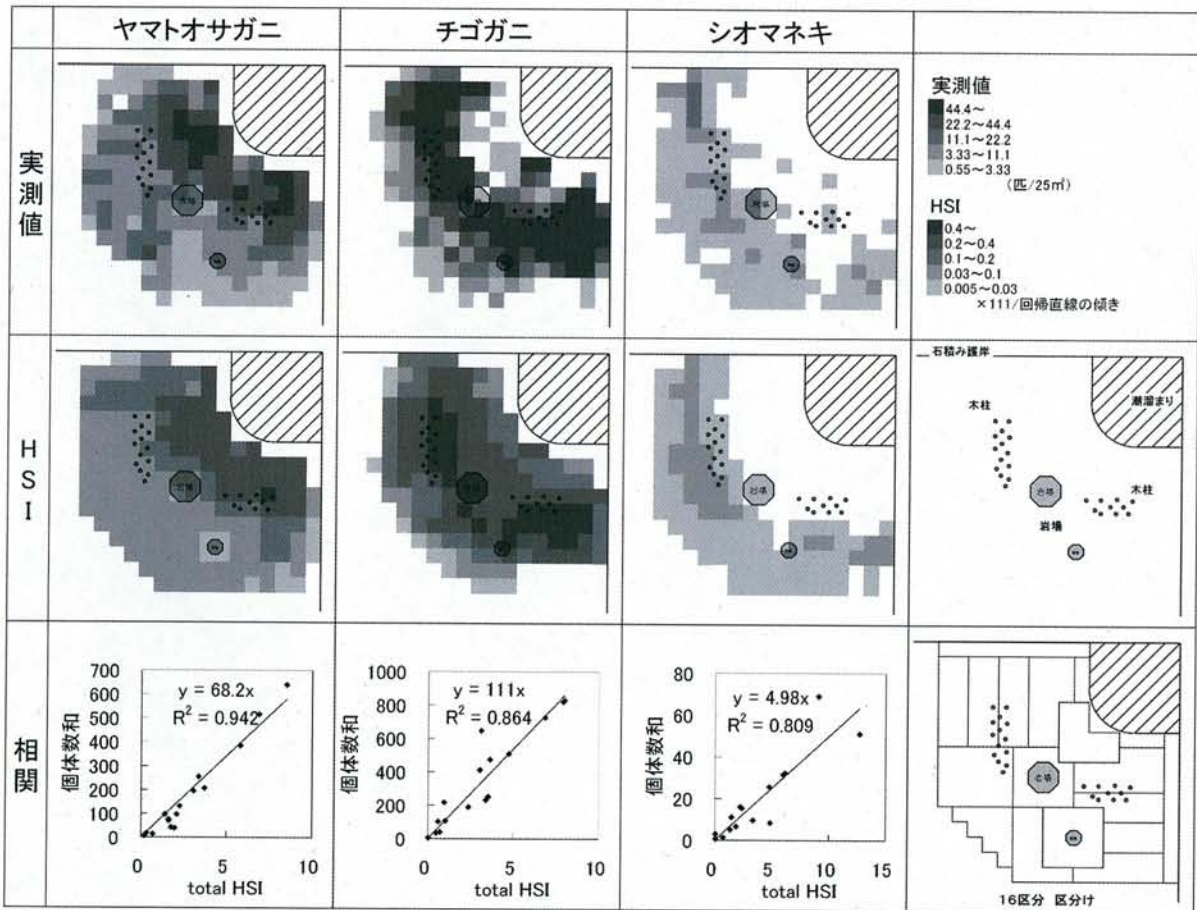 ヤマトオサガニ
チゴガニ
シオマネキ
実測値
実測値
44.4～
22.2～44.4
11.1～22.2
3.33～11.1
0.55～3.33
(匹/25㎡)
HSI
0.4～
0.2～0.4
0.1～0.2
0.03～0.1
0.005～0.03
×111/回帰直線の傾き
HSI
石積み護岸
潮溜まり
木柱
木柱
岩場
相関
個体数和
700
600
500
400
300
200
100
0
y = 68.2x
R² = 0.942
0 5 10
total HSI
個体数和
1000
800
600
400
200
0
y = 111x
R² = 0.864
0 5 10
total HSI
個体数和
80
60
40
20
0
y = 4.98x
R² = 0.809
0 5 10 15
total HSI
16区分 区分け